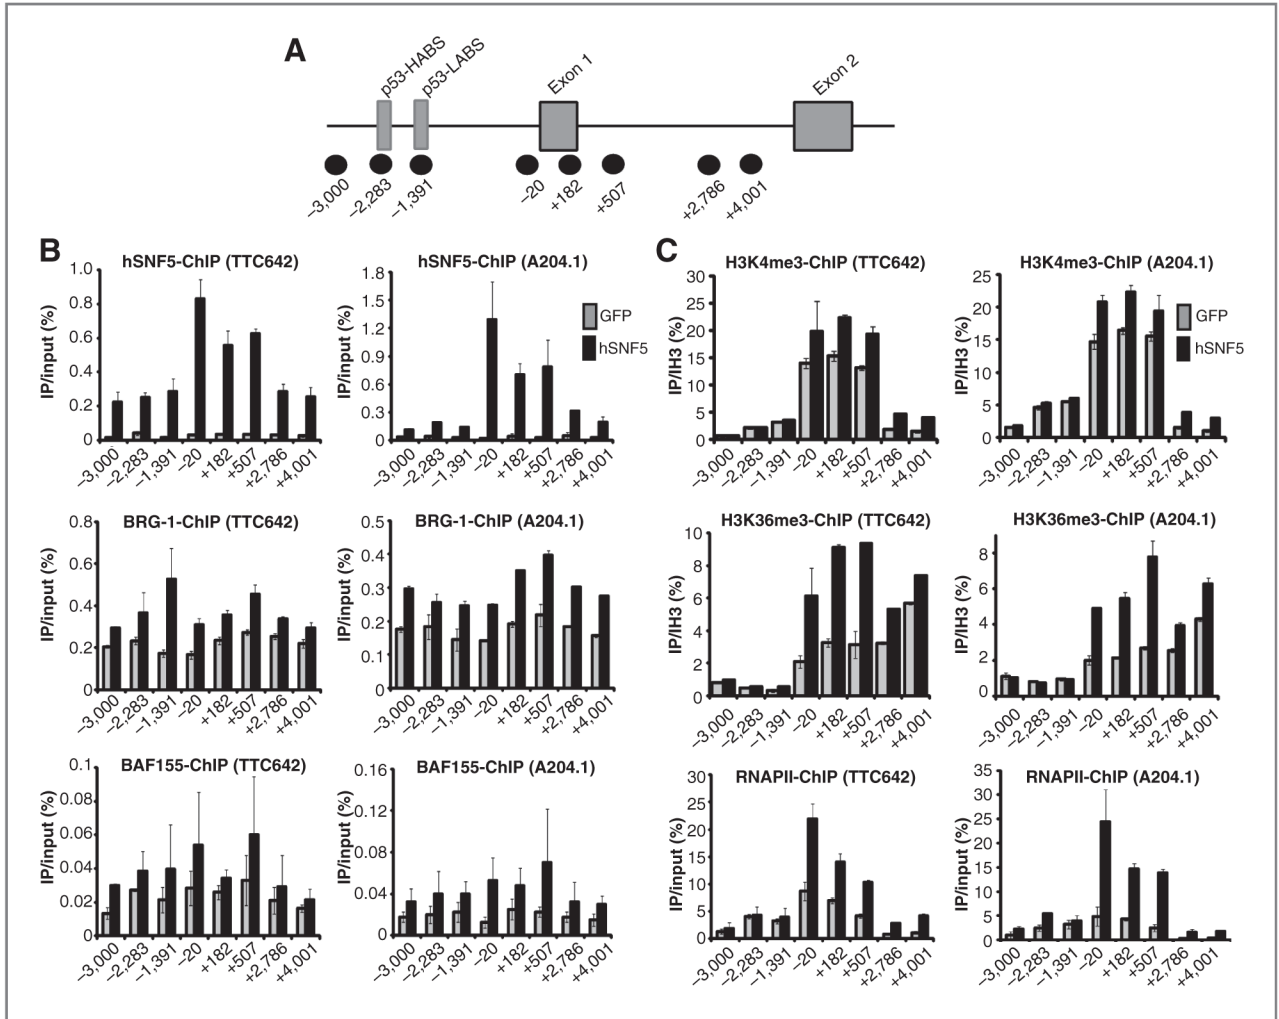 A
p53-HABS
p53-LABS
Exon 1
Exon 2
–3,000
–2,283
–1,391
–20
+182
+507
+2,786
+4,001
B
hSNF5-ChIP (TTC642)
IP/input (%)
1.0
0.8
0.6
0.4
0.2
0
–3,000 –2,283 –1,391 –20 +182 +507 +2,786 +4,001
hSNF5-ChIP (A204.1)
IP/input (%)
1.8
1.5
1.2
0.9
0.6
0.3
0
–3,000 –2,283 –1,391 –20 +182 +507 +2,786 +4,001
GFP
hSNF5
BRG-1-ChIP (TTC642)
IP/input (%)
0.8
0.6
0.4
0.2
0
–3,000 –2,283 –1,391 –20 +182 +507 +2,786 +4,001
BRG-1-ChIP (A204.1)
IP/input (%)
0.5
0.4
0.3
0.2
0.1
0
–3,000 –2,283 –1,391 –20 +182 +507 +2,786 +4,001
BAF155-ChIP (TTC642)
IP/input (%)
0.1
0.08
0.06
0.04
0.02
0
–3,000 –2,283 –1,391 –20 +182 +507 +2,786 +4,001
BAF155-ChIP (A204.1)
IP/input (%)
0.16
0.12
0.08
0.04
0
–3,000 –2,283 –1,391 –20 +182 +507 +2,786 +4,001
C
H3K4me3-ChIP (TTC642)
IP/IH3 (%)
30
25
20
15
10
5
0
–3,000 –2,283 –1,391 –20 +182 +507 +2,786 +4,001
H3K4me3-ChIP (A204.1)
IP/IH3 (%)
25
20
15
10
5
0
–3,000 –2,283 –1,391 –20 +182 +507 +2,786 +4,001
GFP
hSNF5
H3K36me3-ChIP (TTC642)
IP/IH3 (%)
10
8
6
4
2
0
–3,000 –2,283 –1,391 –20 +182 +507 +2,786 +4,001
H3K36me3-ChIP (A204.1)
IP/IH3 (%)
8
6
4
2
0
–3,000 –2,283 –1,391 –20 +182 +507 +2,786 +4,001
RNAPII-ChIP (TTC642)
IP/input (%)
30
25
20
15
10
5
0
–3,000 –2,283 –1,391 –20 +182 +507 +2,786 +4,001
RNAPII-ChIP (A204.1)
IP/input (%)
35
30
25
20
15
10
5
0
–3,000 –2,283 –1,391 –20 +182 +507 +2,786 +4,001